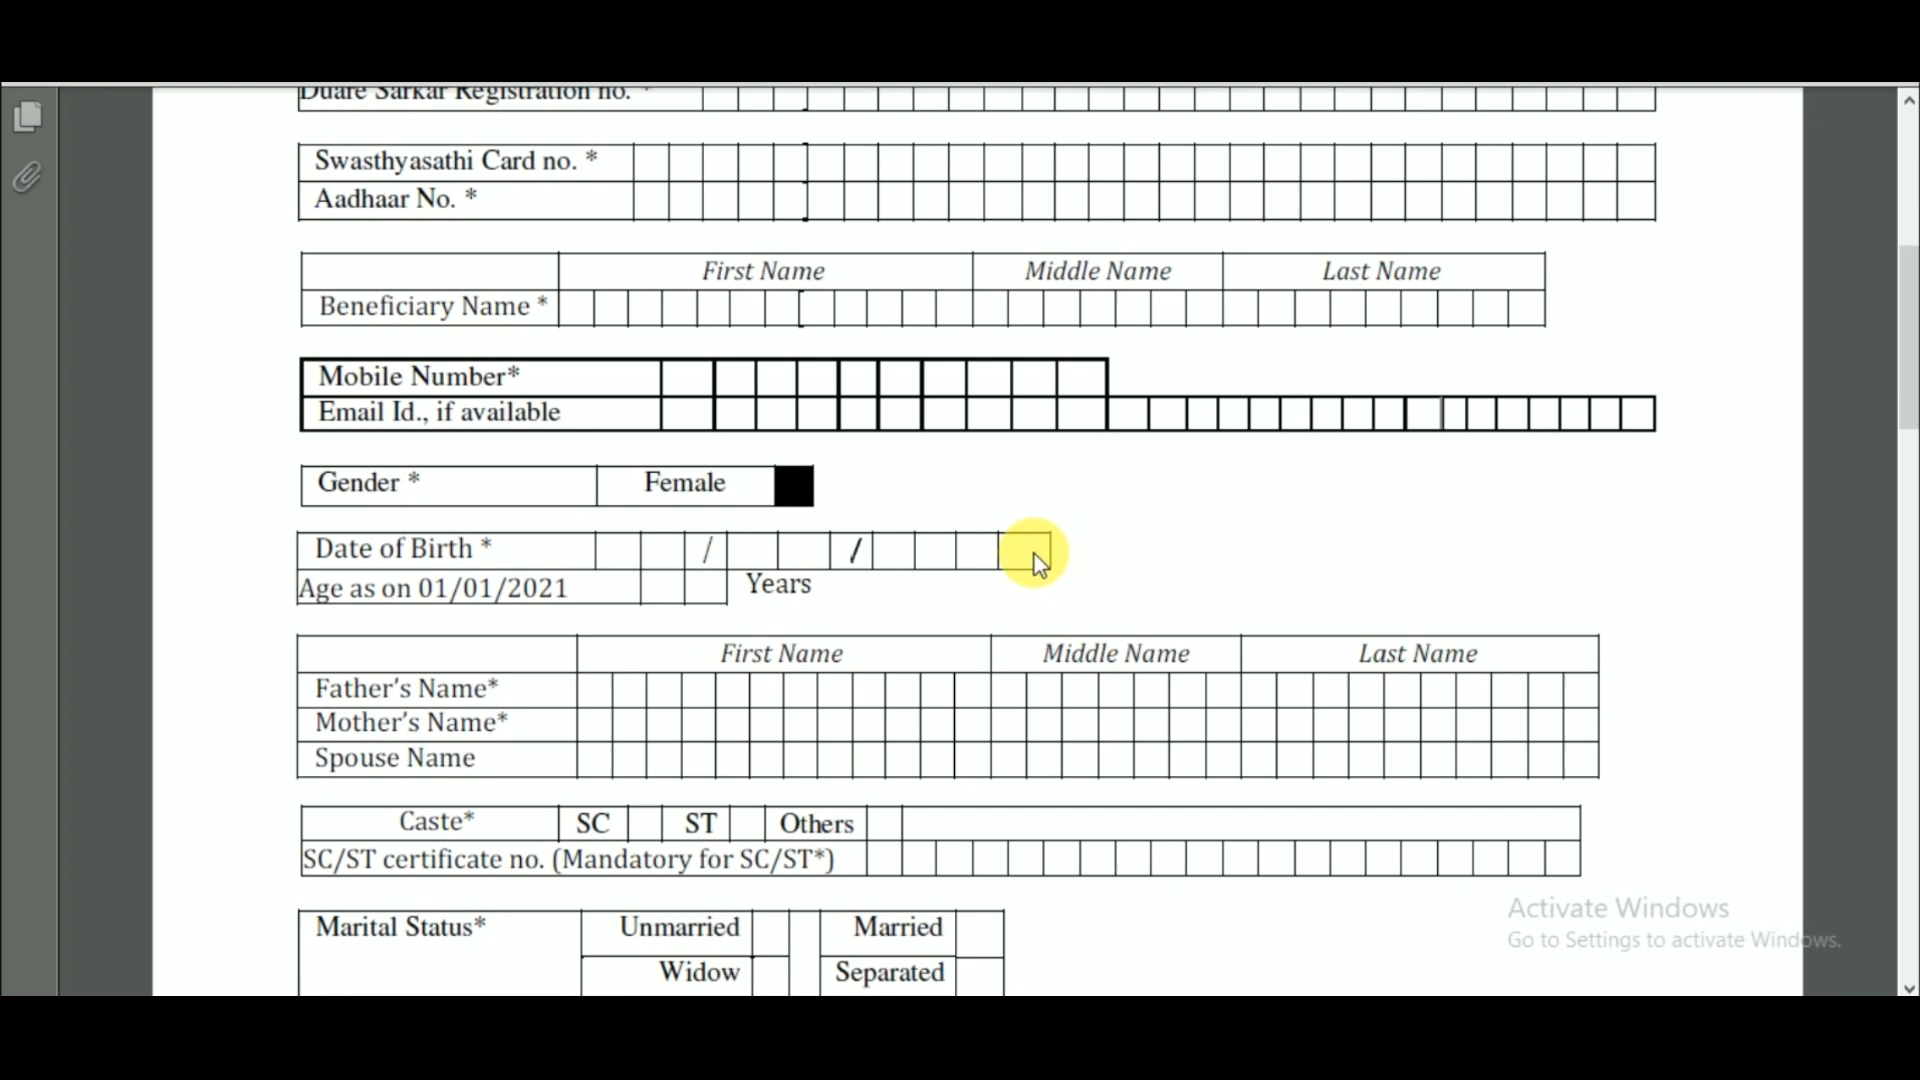 Duare Sarkar Registration no. *
Swasthyasathi Card no. *
Aadhaar No. *
First Name Middle Name Last Name
Beneficiary Name *
Mobile Number*
Email Id., if available
Gender * Female
Date of Birth * / /
Age as on 01/01/2021 Years
First Name Middle Name Last Name
Father's Name*
Mother's Name*
Spouse Name
Caste* SC ST Others
SC/ST certificate no. (Mandatory for SC/ST*)
Marital Status* Unmarried Married
Widow Separated
Activate Windows
Go to Settings to activate Windows.